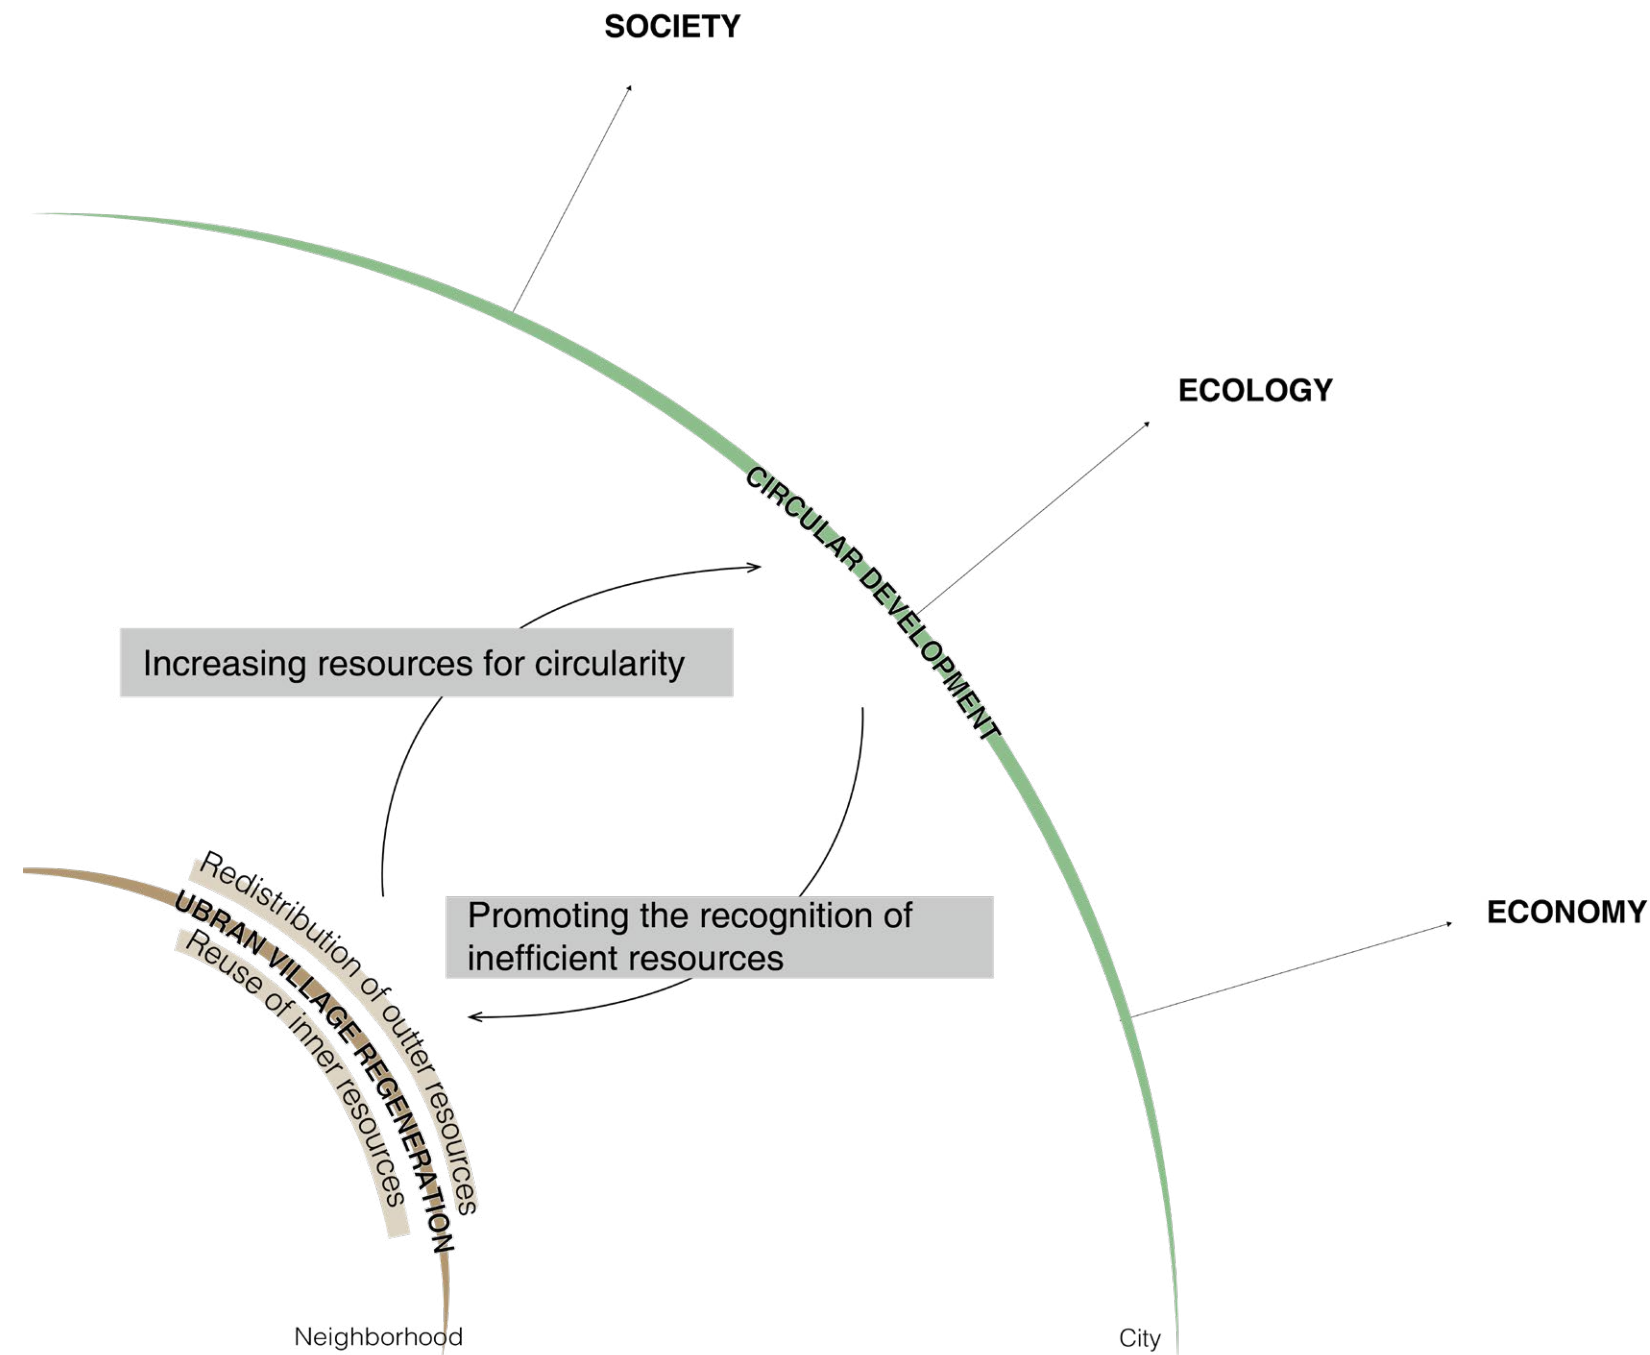 SOCIETY
ECOLOGY
CIRCULAR DEVELOPMENT
Increasing resources for circularity
ECONOMY
Promoting the recognition of
inefficient resources
Redistribution of outter resources
UBRAN VILLAGE REGENERATION
Reuse of inner resources
Neighborhood
City